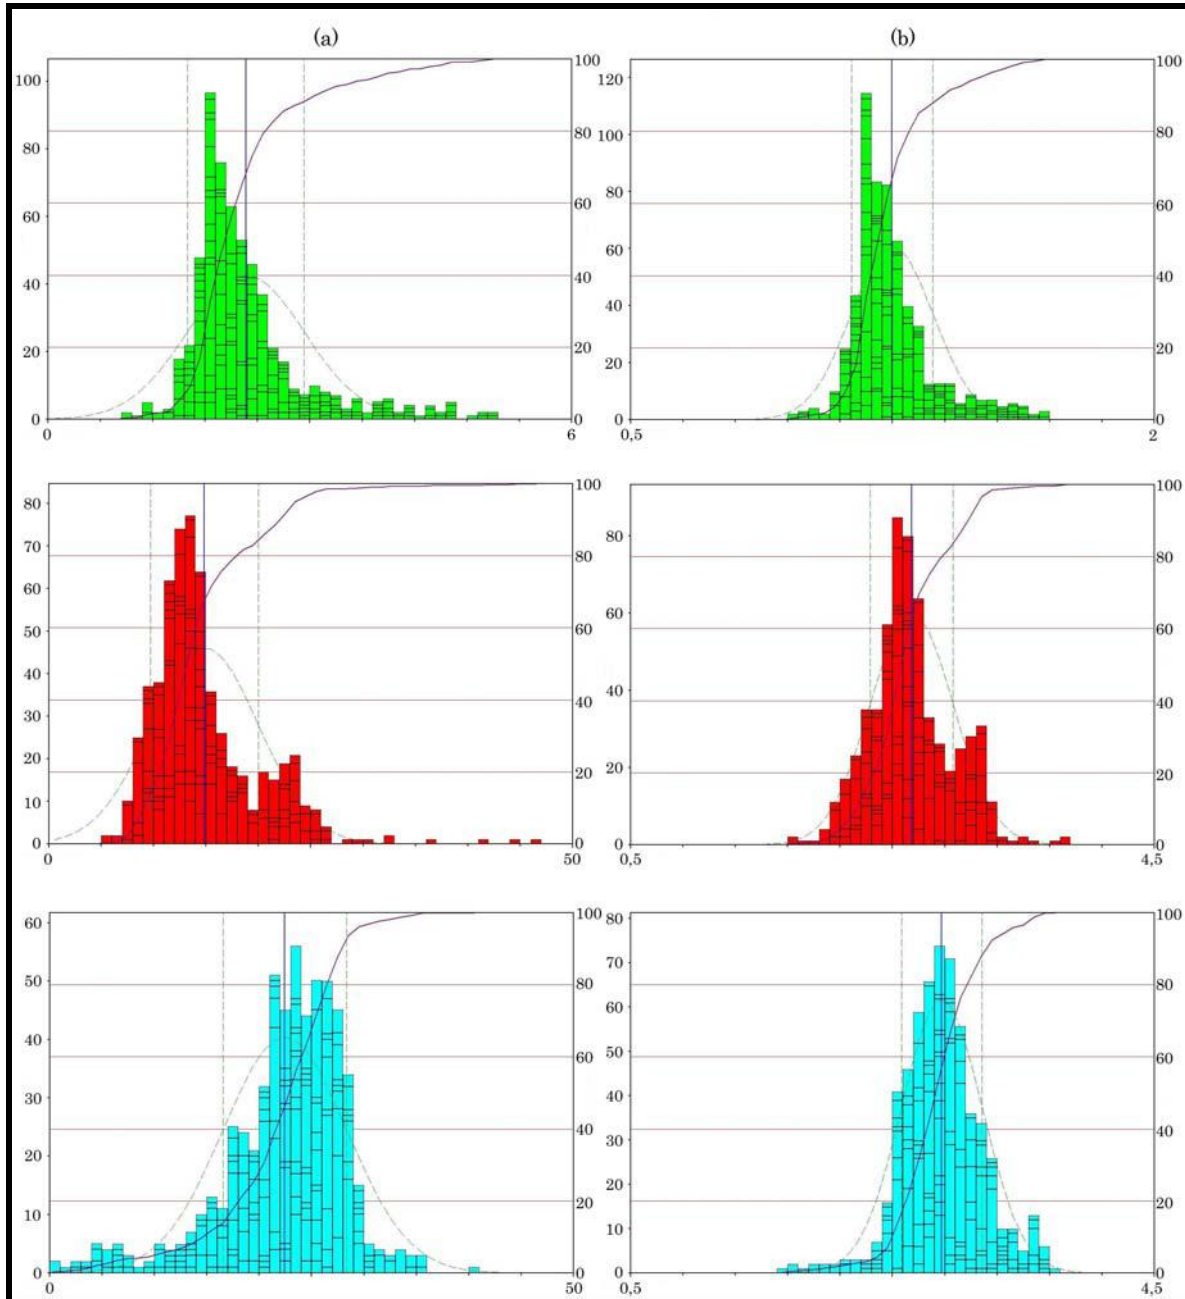 (a) (b)
100 100 120 100
80 80 100 80
60 60 80 60
40 40 60 40
20 20 40 20
0 0 20 0
0 6 0
0,5 2
80 100 80 100
70 80 60 80
60 60 40 60
50 40 20 40
40 20 0 20
30 0 0
20
10
0
0 50 0,5 4,5
60 100 80 100
50 80 70 80
40 60 60 60
30 40 50 40
20 20 40 20
10 0 30 0
0 20
10
0
0 50 0,5 4,5